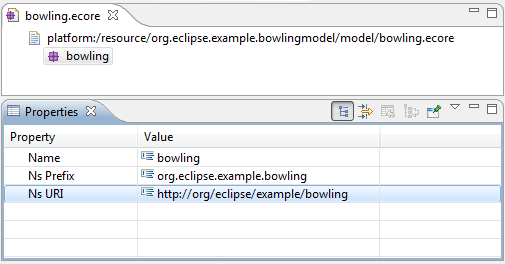 bowling.ecore
platform:/resource/org.eclipse.example.bowlingmodel/model/bowling.ecore
bowling
Properties
Property Value
Name bowling
Ns Prefix org.eclipse.example.bowling
Ns URI http://org/eclipse/example/bowling